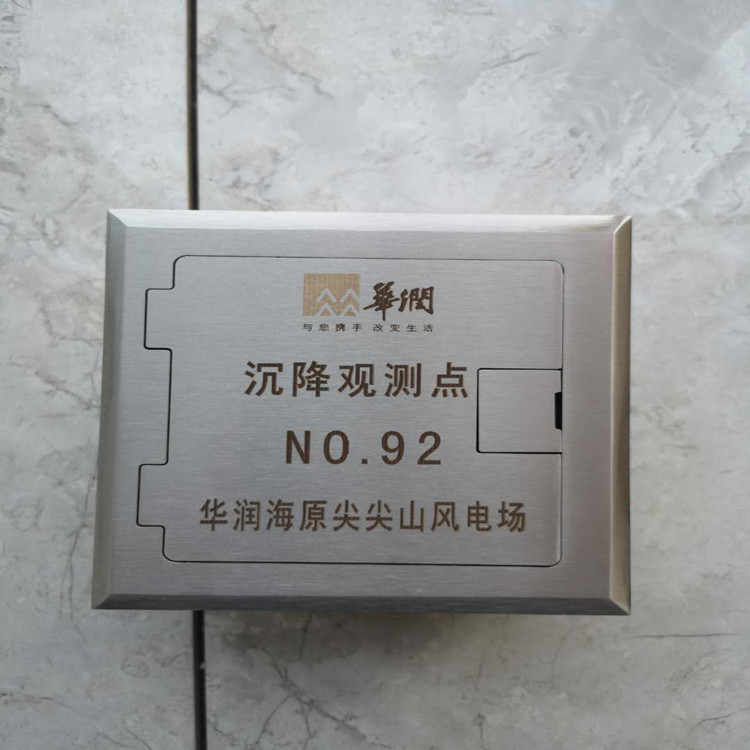 華潤
与您携手 改变生活
沉降观测点
NO.92
华润海原尖尖山风电场